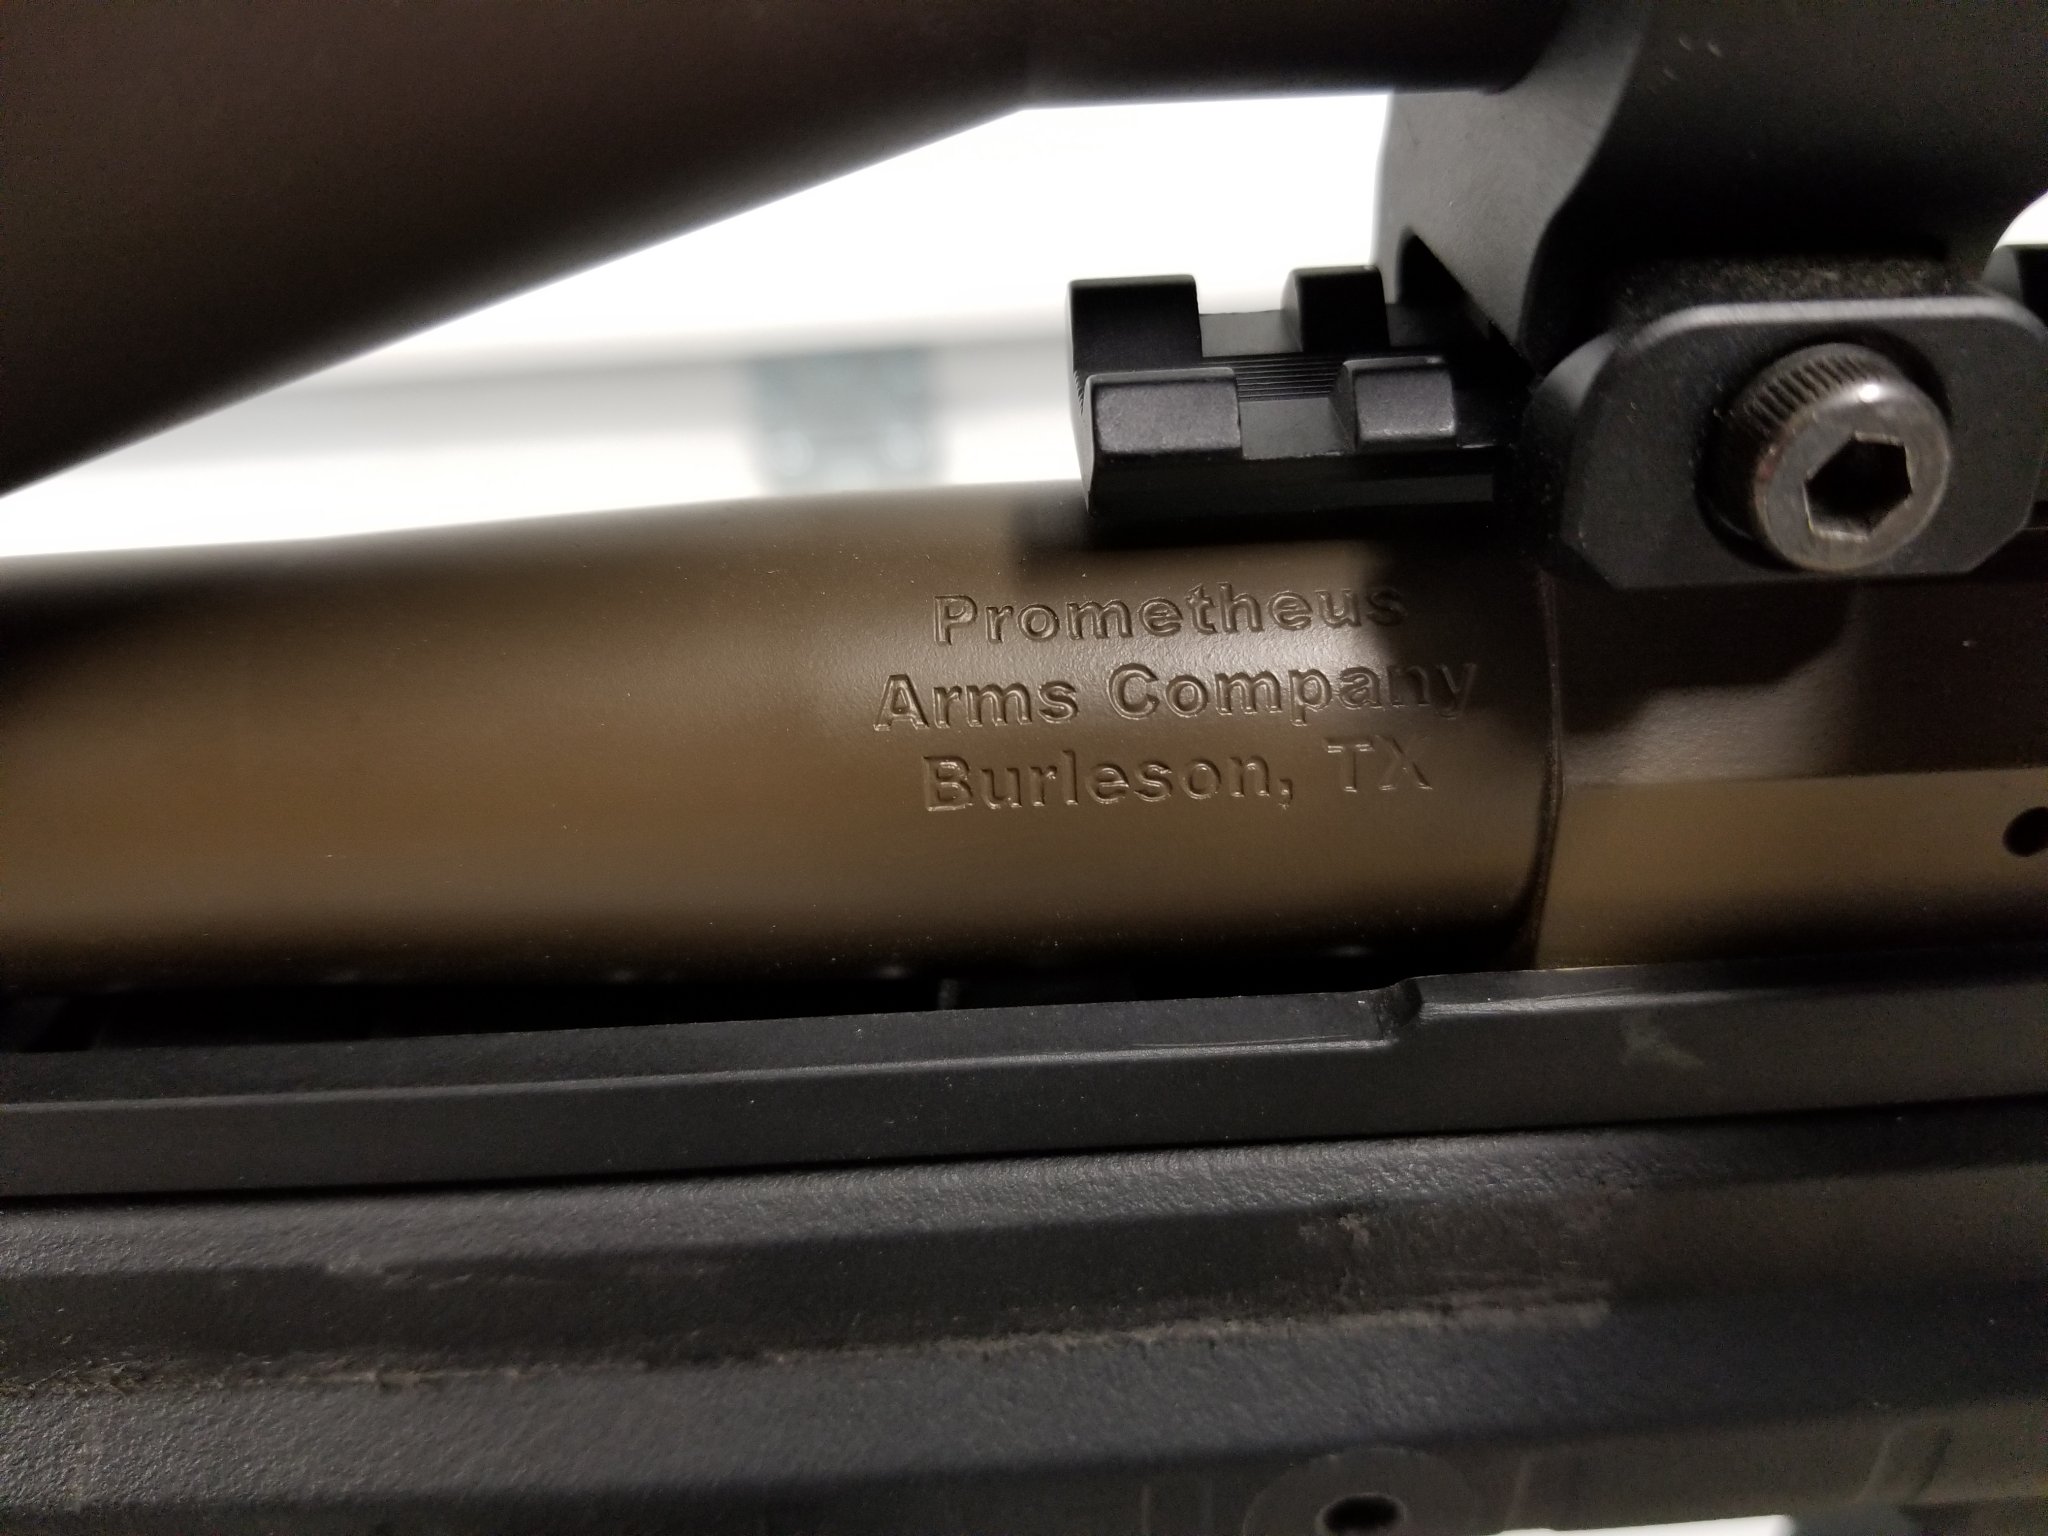 Prometheus
Arms Company
Burleson, TX